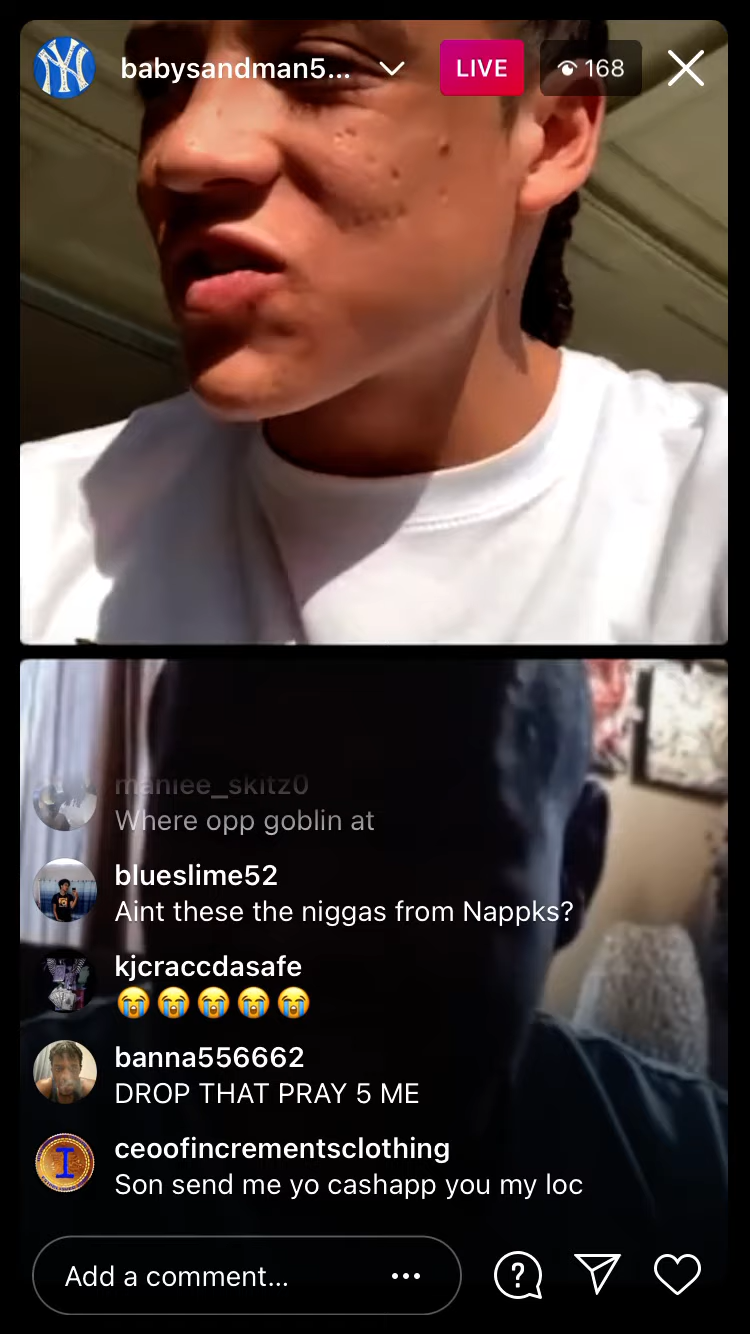 babysandman5...
LIVE
168
maniee_skitz0
Where opp goblin at
blueslime52
Aint these the niggas from Nappks?
kjcraccdasafe
😭😭😭😭😭
banna556662
DROP THAT PRAY 5 ME
ceoofincrementsclothing
Son send me yo cashapp you my loc
Add a comment...